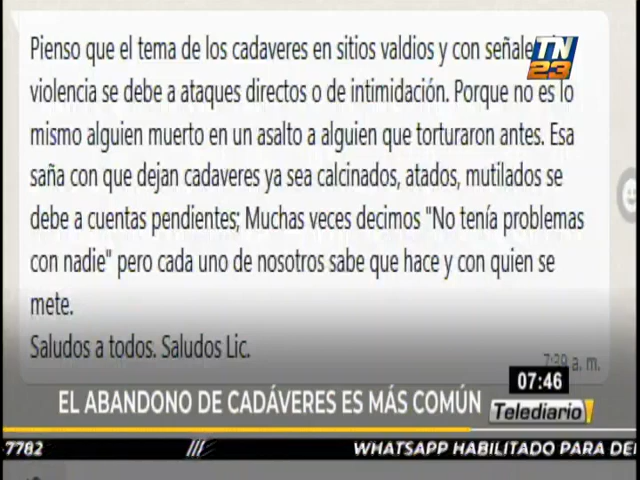 TN
23
Pienso que el tema de los cadaveres en sitios valdios y con señale
violencia se debe a ataques directos o de intimidación. Porque no es lo
mismo alguien muerto en un asalto a alguien que torturaron antes. Esa
saña con que dejan cadaveres ya sea calcinados, atados, mutilados se
debe a cuentas pendientes; Muchas veces decimos "No tenía problemas
con nadie" pero cada uno de nosotros sabe que hace y con quien se
mete.
Saludos a todos. Saludos Lic.
7:39 a. m.
07:46
EL ABANDONO DE CADÁVERES ES MÁS COMÚN
Telediario
-7782 /// WHATSAPP HABILITADO PARA